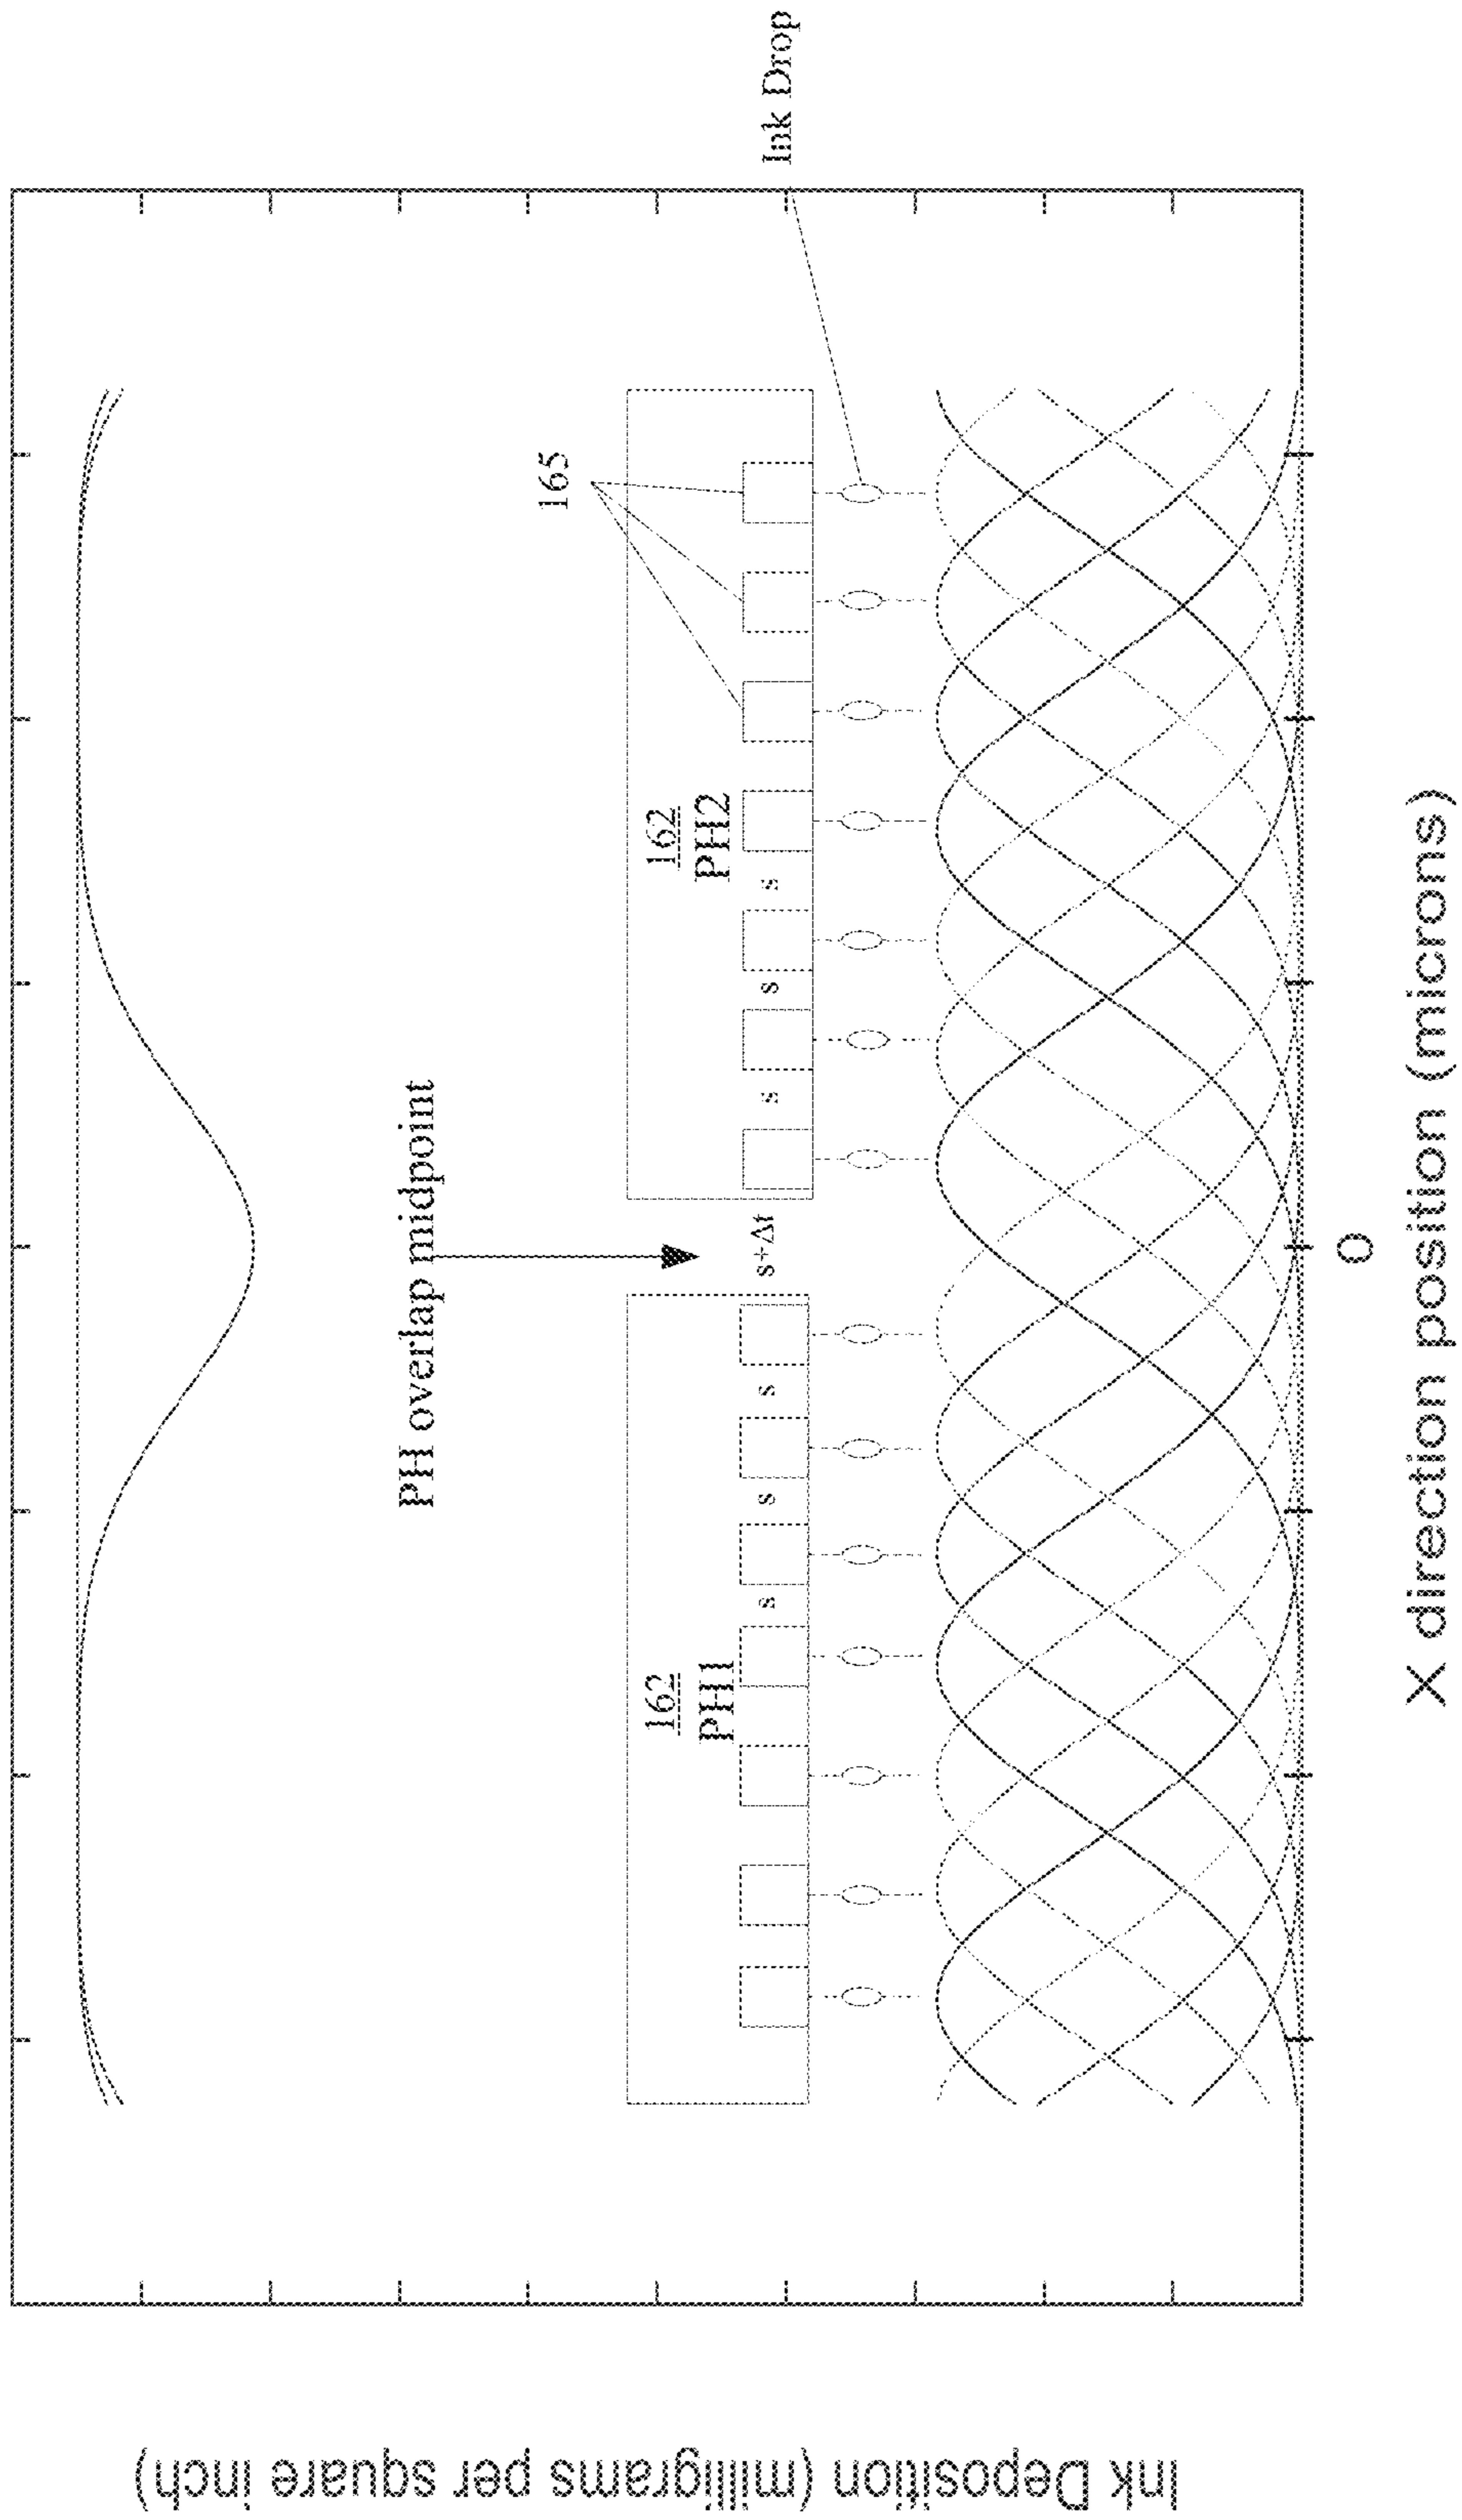 Ink Deposition (milligrams per square inch)
PH overlap midpoint
165
162
PH1
162
PH2
s
s
s
s+Δt
s
s
s
Ink Drop
0
X direction position (microns)